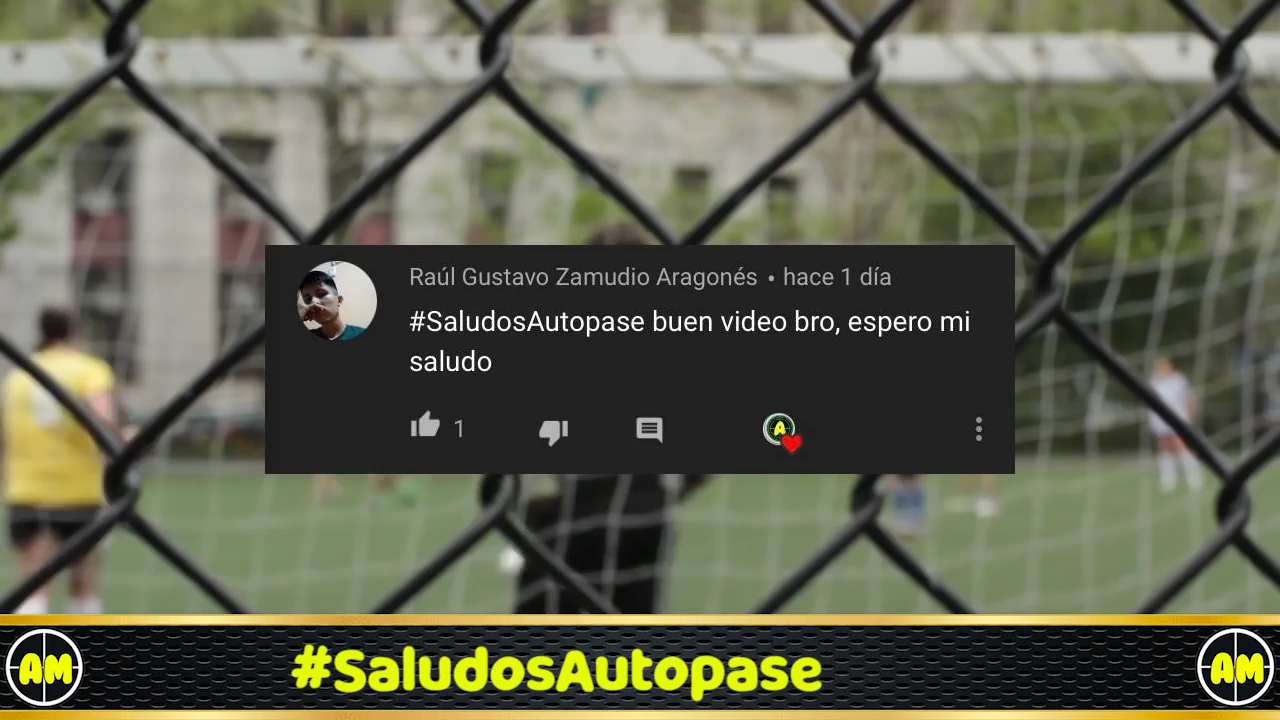 Raúl Gustavo Zamudio Aragonés • hace 1 día
#SaludosAutopase buen video bro, espero mi
saludo
1
A
AM
#SaludosAutopase
AM